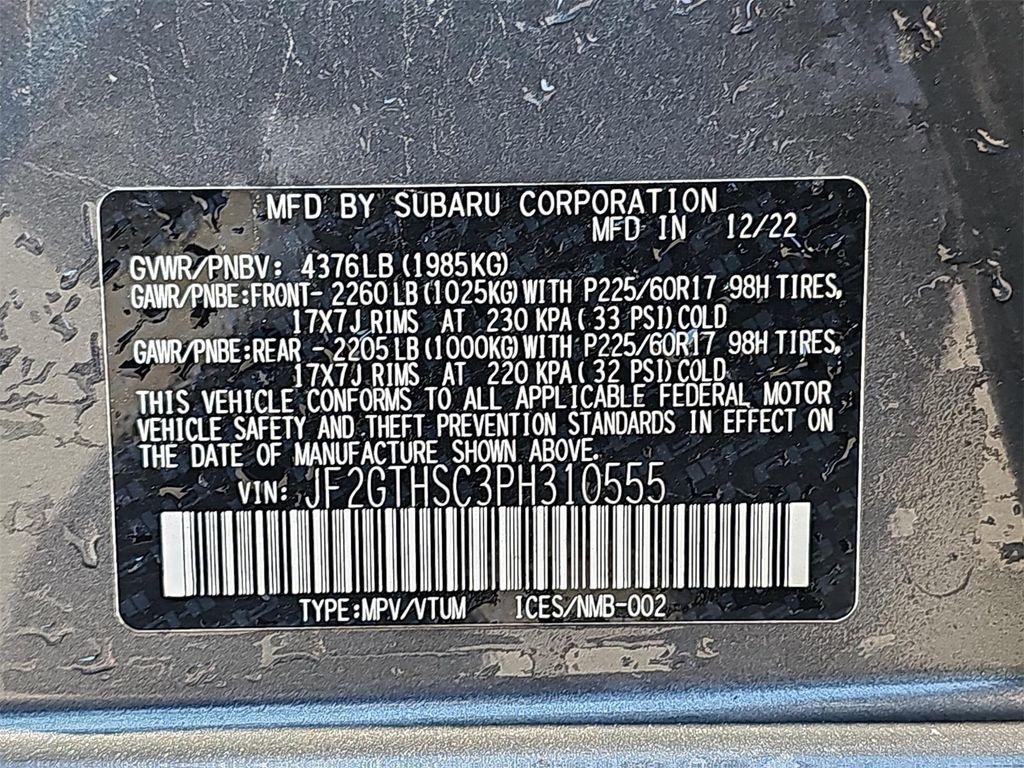 MFD BY SUBARU CORPORATION
MFD IN 12/22
GVWR/PNBV: 4376LB(1985KG)
GAWR/PNBE:FRONT- 2260LB(1025KG)WITH P225/60R17 98H TIRES,
17X7J RIMS AT 230 KPA(33 PSI)COLD
GAWR/PNBE:REAR - 2205LB(1000KG)WITH P225/60R17 98H TIRES,
17X7J RIMS AT 220 KPA(32 PSI)COLD
THIS VEHICLE CONFORMS TO ALL APPLICABLE FEDERAL MOTOR
VEHICLE SAFETY AND THEFT PREVENTION STANDARDS IN EFFECT ON
THE DATE OF MANUFACTURE SHOWN ABOVE.
VIN: JF2GTHSC3PH310555
TYPE:MPV/VTUM ICES/NMB-002